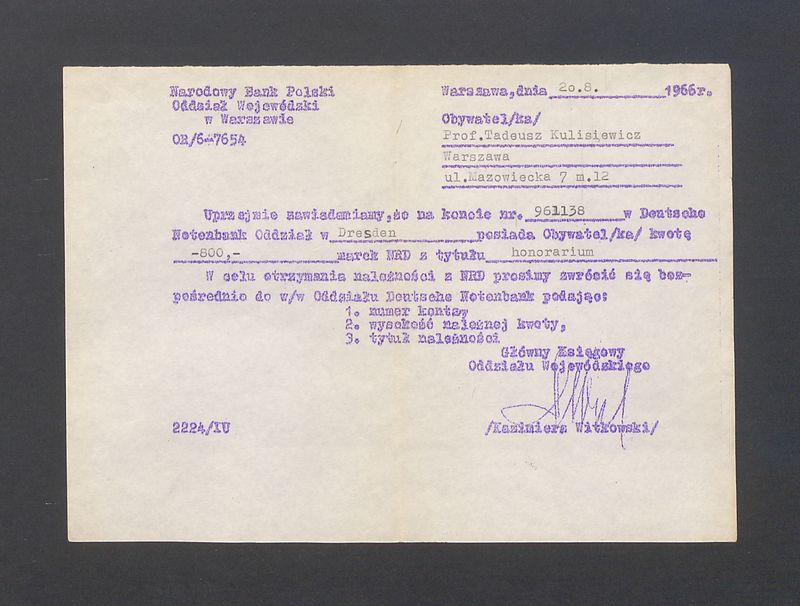 Narodowy Bank Polski
Oddział Wojewódzki
w Warszawie
OR/6-7654
Warszawa,dnia 20.8. 1966r.
Obywatel/ka/
Prof.Tadeusz Kulisiewicz
Warszawa
ul.Mazowiecka 7 m.12
Uprzejmie zawiadamiamy,że na koncie nr. 961138 w Deutsche
Notenbank Oddział w Dresden posiada Obywatel/ka/ kwotę
-800,- marek NRD z tytułu honorarium
W celu otrzymania należności z NRD prosimy zwrócić się bez-
pośrednio do w/w Oddziału Deutsche Notenbank podając:
1. numer konta,
2. wysokość należnej kwoty,
3. tytuł należności
Główny Księgowy
Oddziału Wojewódzkiego
/Kazimierz Witkowski/
2224/IU